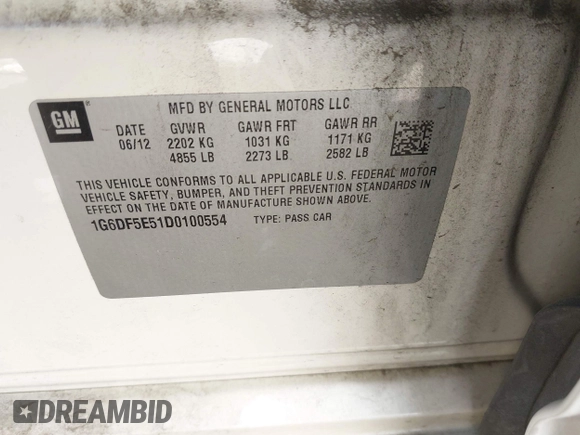 GM
MFD BY GENERAL MOTORS LLC
DATE GVWR GAWR FRT GAWR RR
06/12 2202 KG 1031 KG 1171 KG
4855 LB 2273 LB 2582 LB
THIS VEHICLE CONFORMS TO ALL APPLICABLE U.S. FEDERAL MOTOR
VEHICLE SAFETY, BUMPER, AND THEFT PREVENTION STANDARDS IN
EFFECT ON THE DATE OF MANUFACTURE SHOWN ABOVE.
1G6DF5E51D0100554 TYPE: PASS CAR
DREAMBID